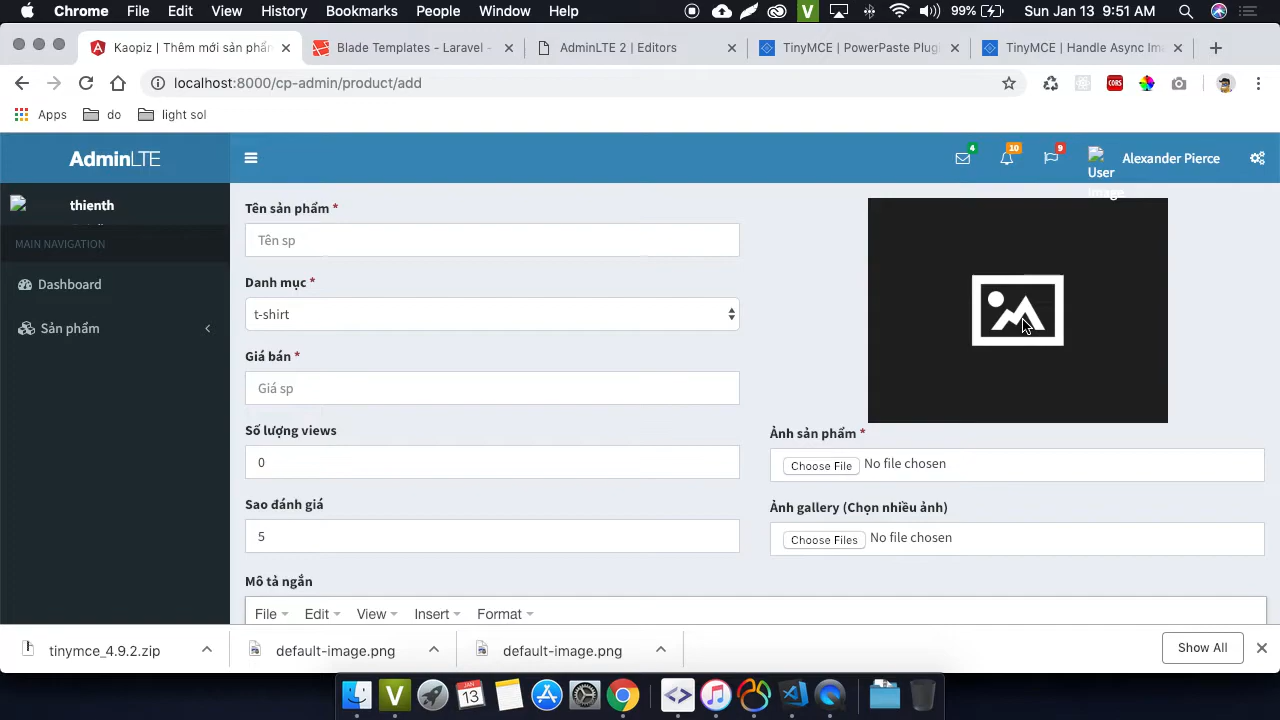 Chrome File Edit View History Bookmarks People Window Help 99% Sun Jan 13 9:51 AM
Kaopiz | Thêm mới sản phẩm
Blade Templates - Laravel -
AdminLTE 2 | Editors
TinyMCE | PowerPaste Plugi
TinyMCE | Handle Async Ima
localhost:8000/cp-admin/product/add
CORS
Apps do light sol
AdminLTE
4 10 9
User Image
Alexander Pierce
thienth
MAIN NAVIGATION
Dashboard
Sản phẩm
Tên sản phẩm *
Tên sp
Danh mục *
t-shirt
Giá bán *
Giá sp
Số lượng views
0
Sao đánh giá
5
Ảnh sản phẩm *
Choose File No file chosen
Ảnh gallery (Chọn nhiều ảnh)
Choose Files No file chosen
Mô tả ngắn
File Edit View Insert Format
tinymce_4.9.2.zip
default-image.png
default-image.png
Show All
JAN 13